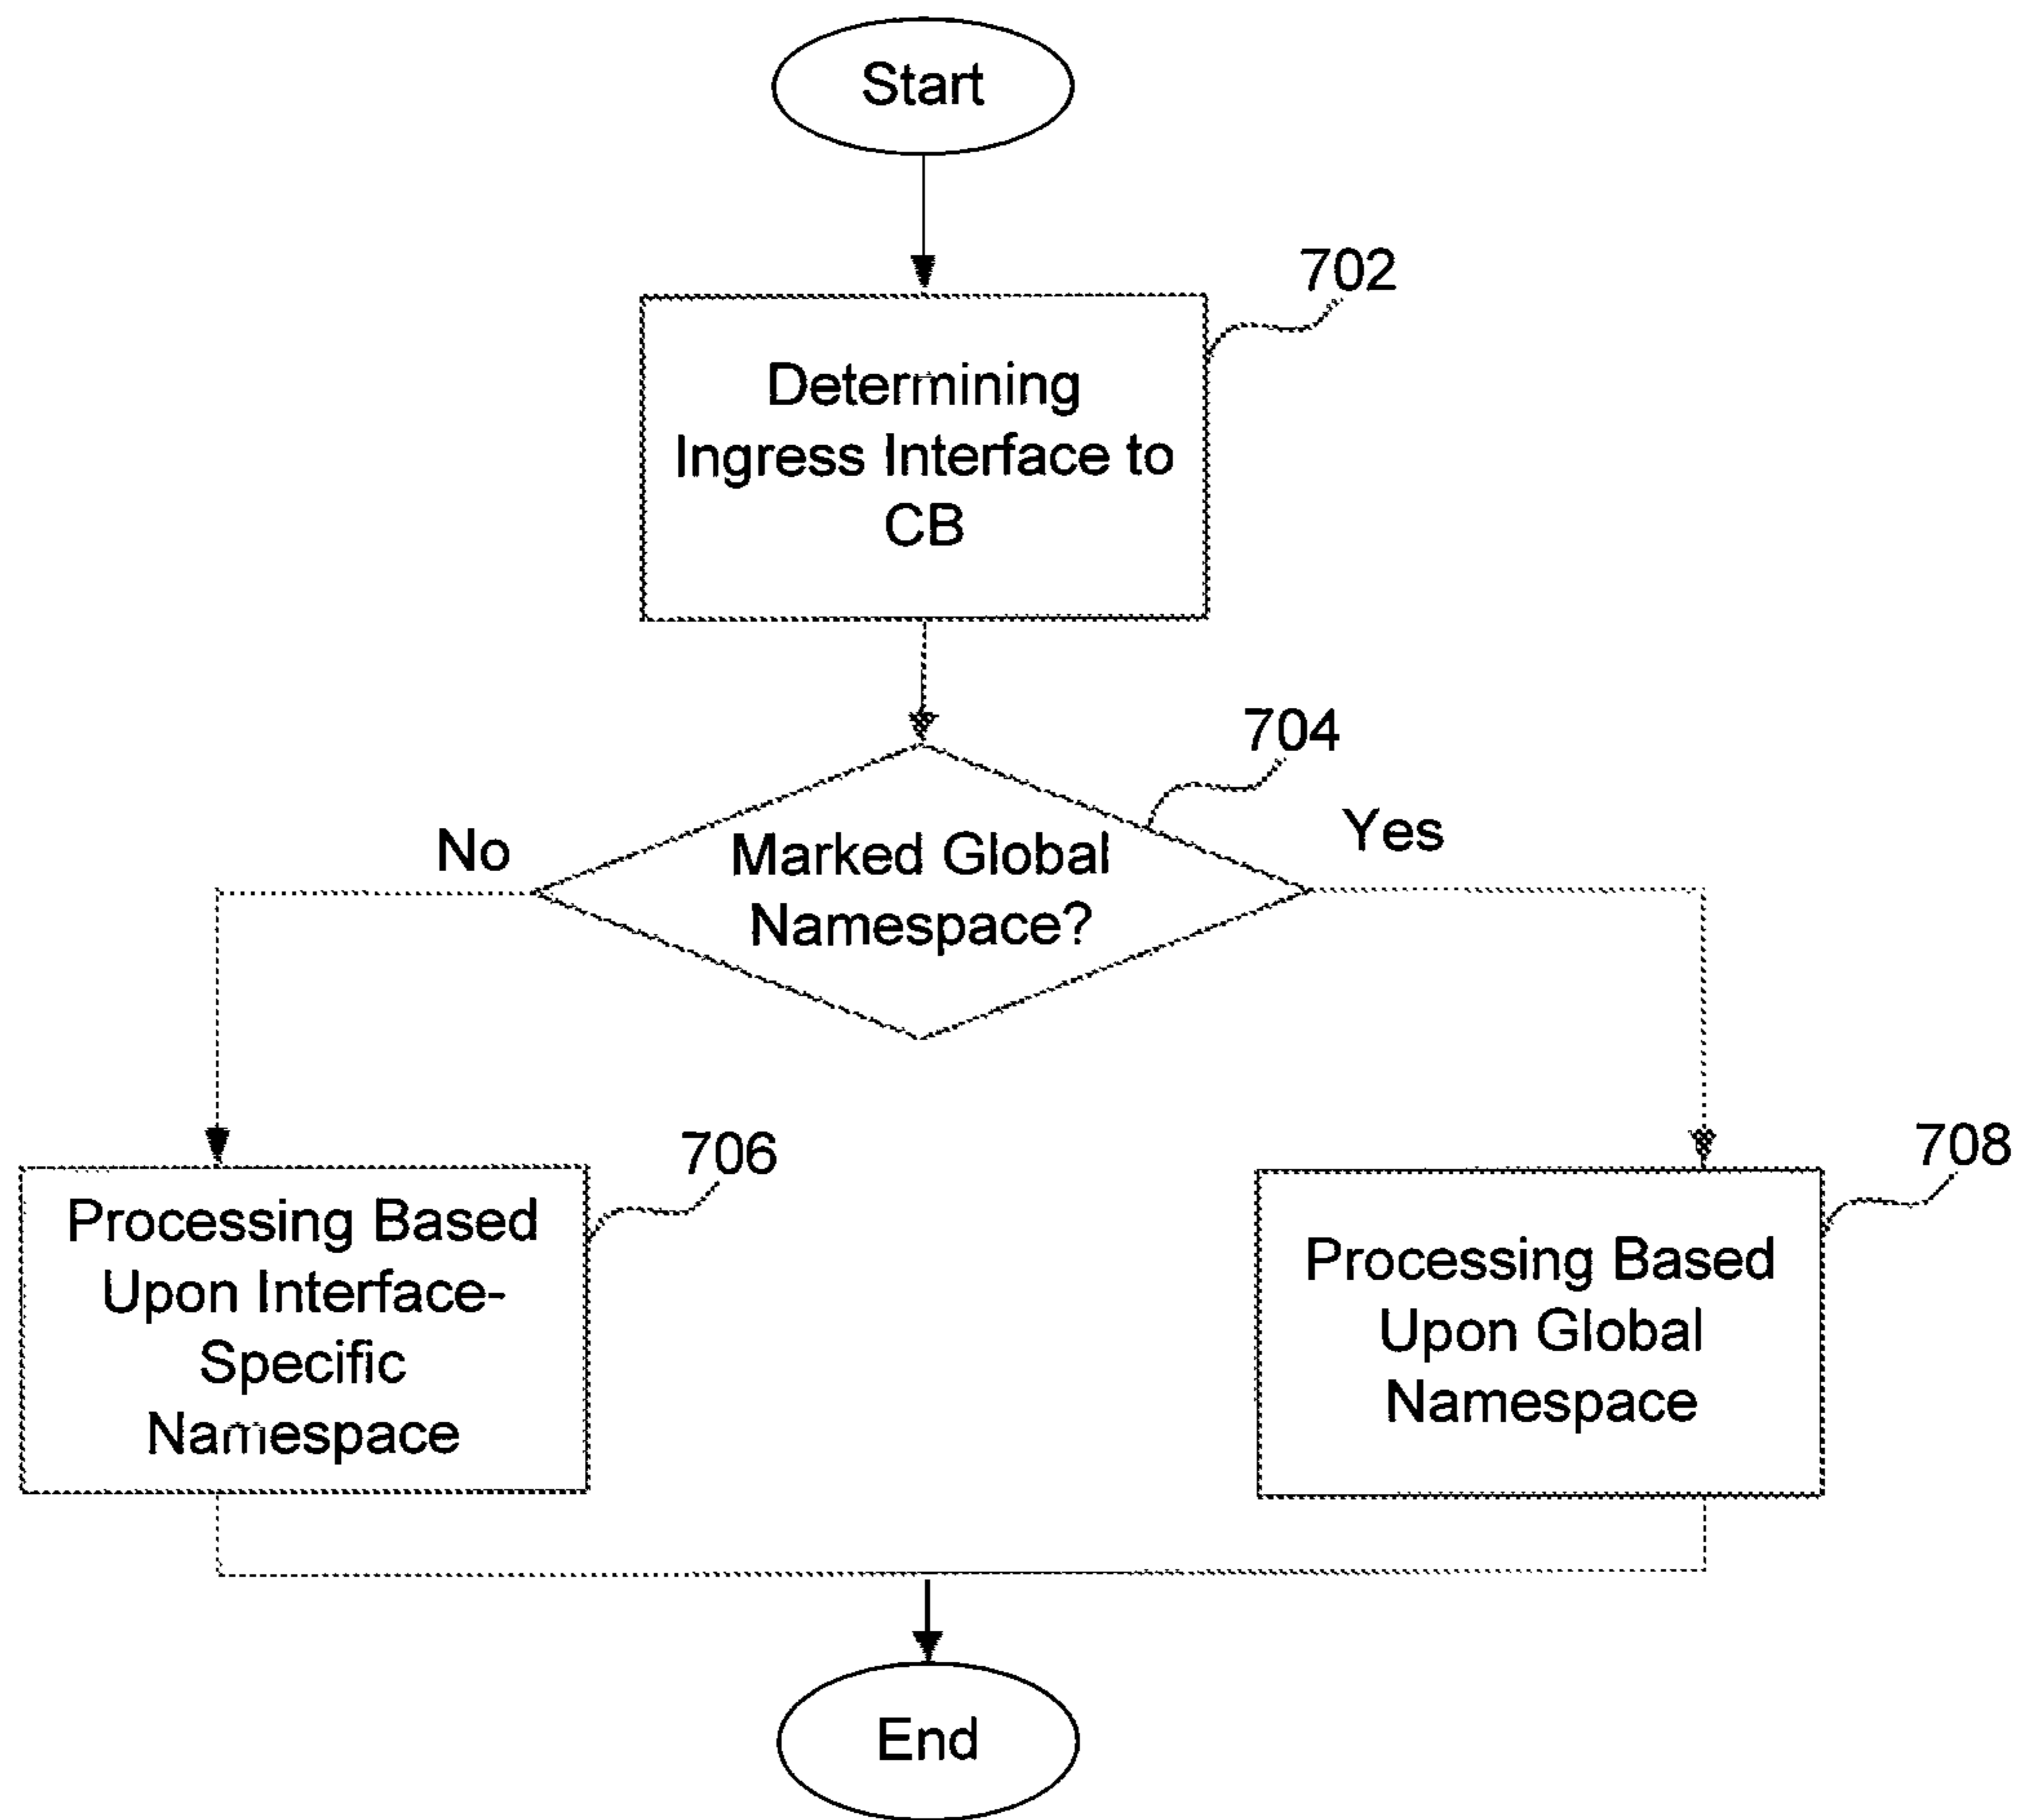 Start
702
Determining
Ingress Interface to
CB
704
No
Marked Global
Namespace?
Yes
706
Processing Based
Upon Interface-
Specific
Namespace
708
Processing Based
Upon Global
Namespace
End